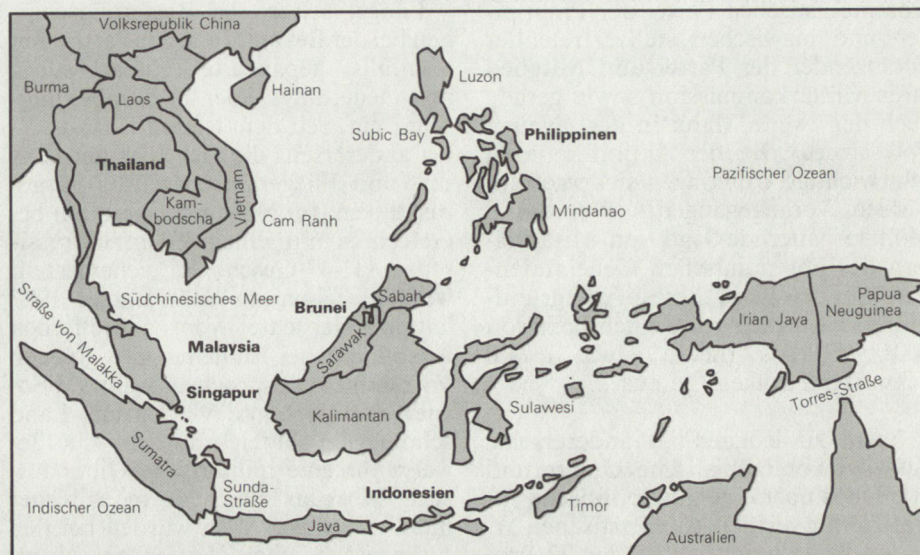 Volksrepublik China
Burma
Laos
Hainan
Luzon
Thailand
Subic Bay
Philippinen
Vietnam
Kam-
bodscha
Cam Ranh
Mindanao
Pazifischer Ozean
Südchinesisches Meer
Straße von Malakka
Malaysia
Brunei
Sabah
Sarawak
Singapur
Kalimantan
Sulawesi
Irian Jaya
Papua
Neuguinea
Torres-Straße
Sumatra
Indischer Ozean
Sunda-
Straße
Java
Indonesien
Timor
Australien